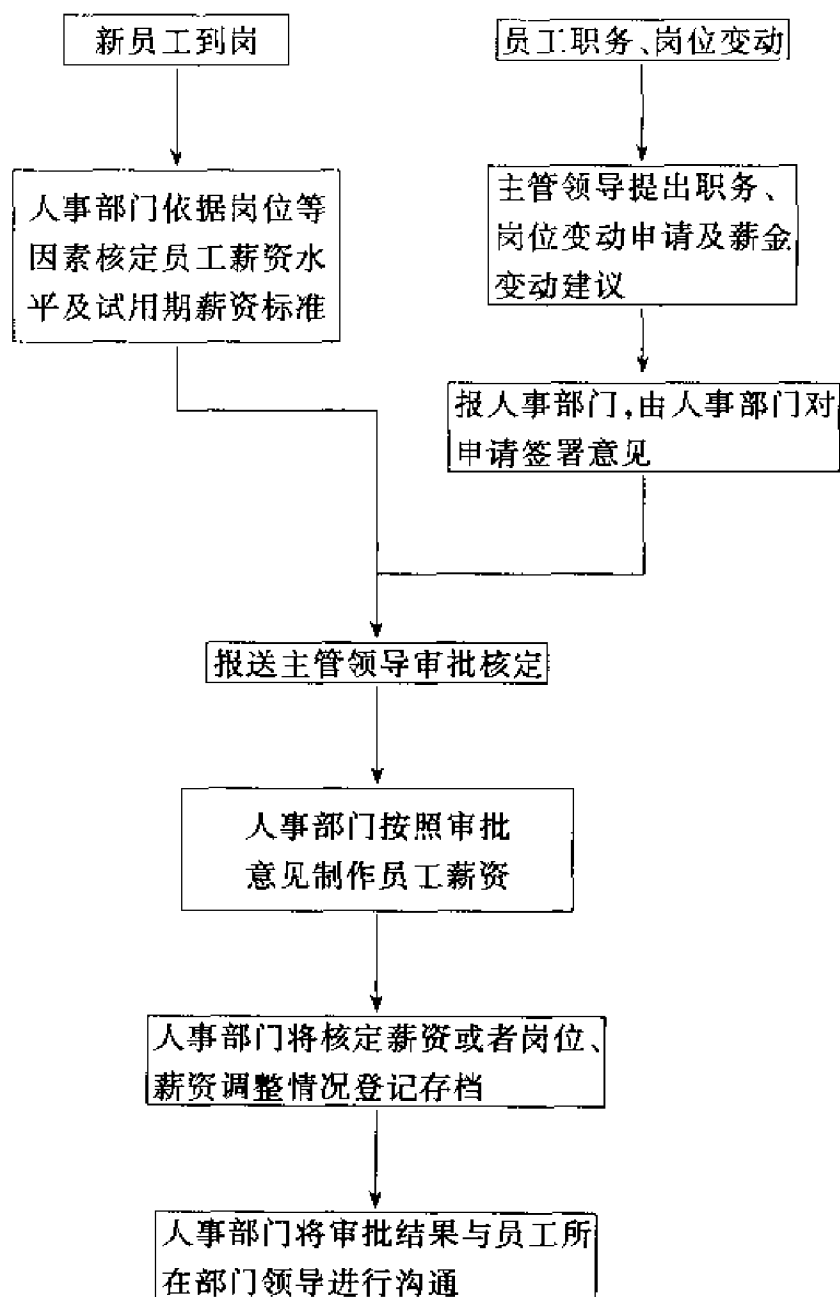 新员工到岗
员工职务、岗位变动
人事部门依据岗位等
因素核定员工薪资水
平及试用期薪资标准
主管领导提出职务、
岗位变动申请及薪金
变动建议
报人事部门,由人事部门对
申请签署意见
报送主管领导审批核定
人事部门按照审批
意见制作员工薪资
人事部门将核定薪资或者岗位、
薪资调整情况登记存档
人事部门将审批结果与员工所
在部门领导进行沟通